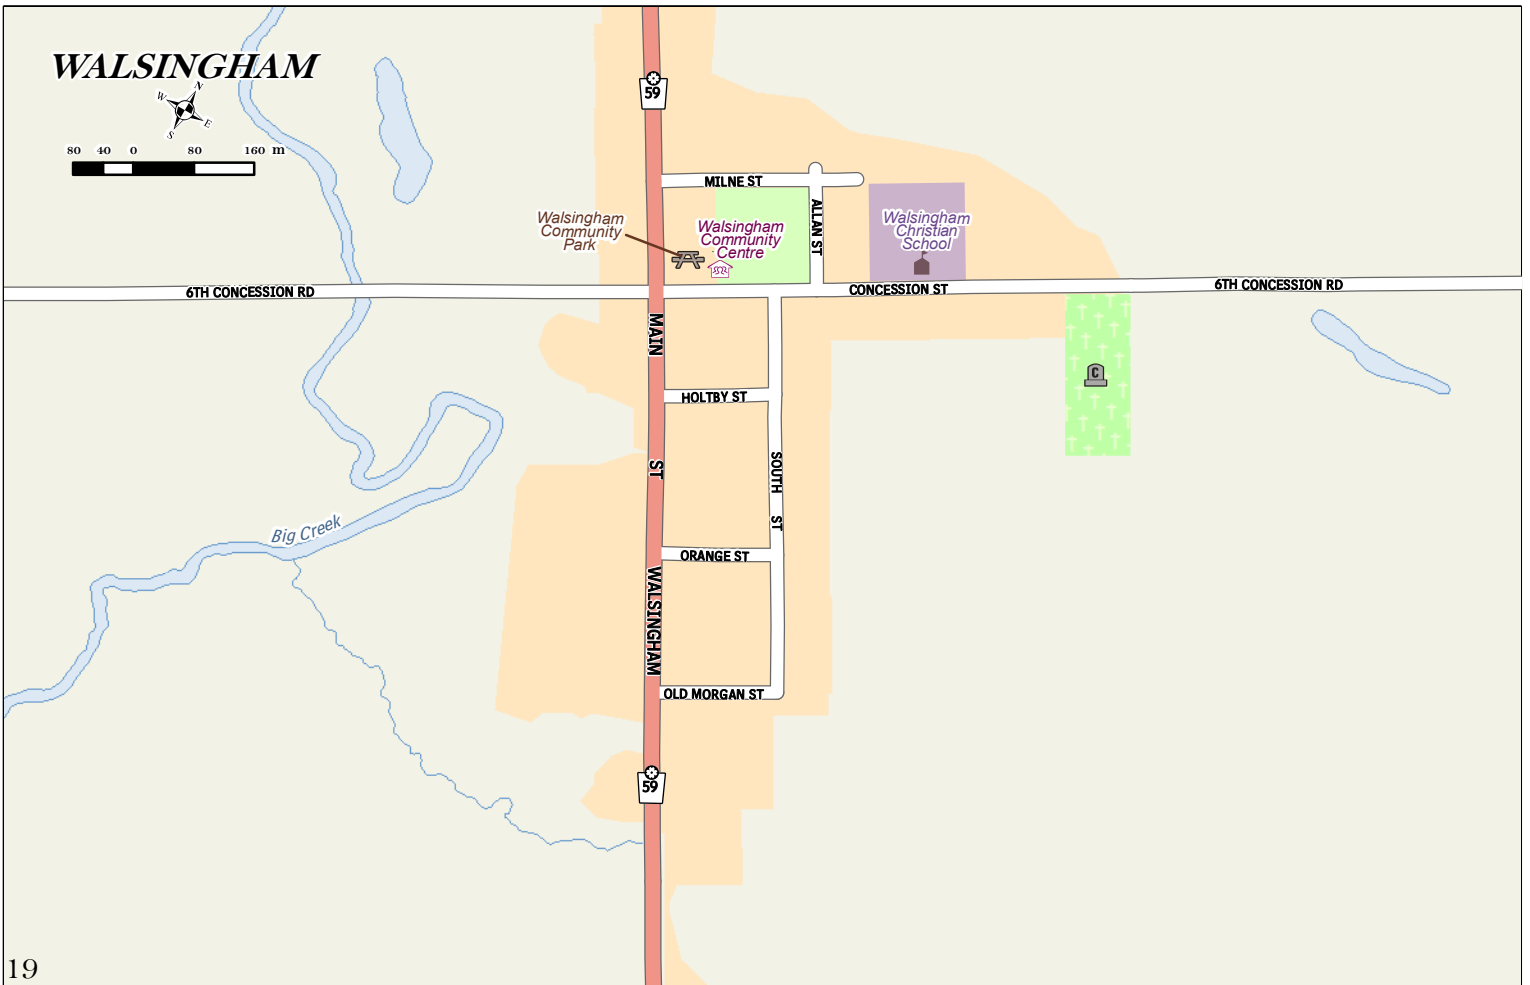 WALSINGHAM
N
W
E
S
80 40 0 80 160 m
59
MILNE ST
ALLAN ST
Walsingham
Community
Park
Walsingham
Community
Centre
Walsingham
Christian
School
6TH CONCESSION RD
CONCESSION ST
6TH CONCESSION RD
MAIN ST
HOLTBY ST
C
SOUTH ST
Big Creek
ORANGE ST
WALSINGHAM
OLD MORGAN ST
59
19